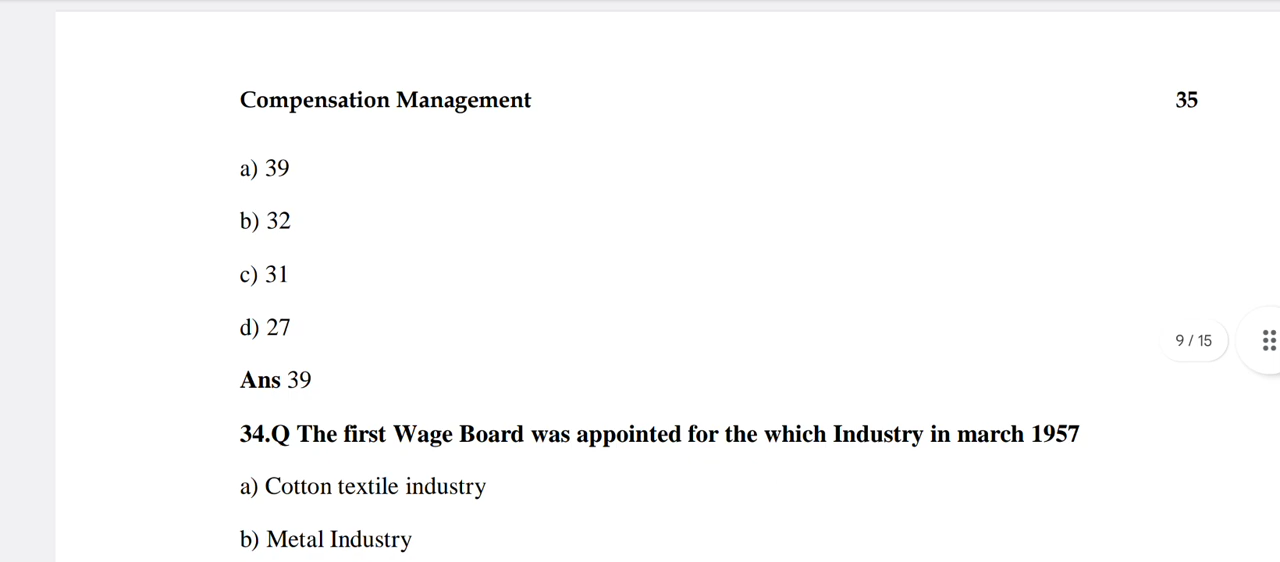 Compensation Management 35
a) 39
b) 32
c) 31
d) 27
Ans 39
34.Q The first Wage Board was appointed for the which Industry in march 1957
a) Cotton textile industry
b) Metal Industry
9 / 15